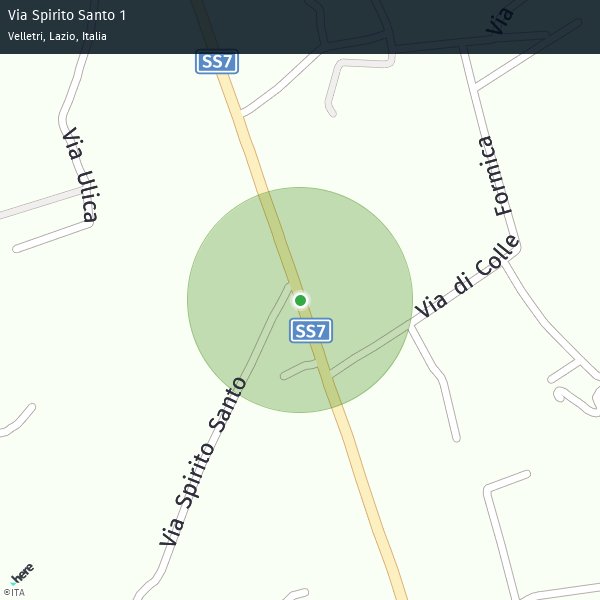 Via Spirito Santo 1
Velletri, Lazio, Italia
Via
SS7
Via Ulica
Formica
Via di Colle
SS7
Via Spirito Santo
here
©ITA